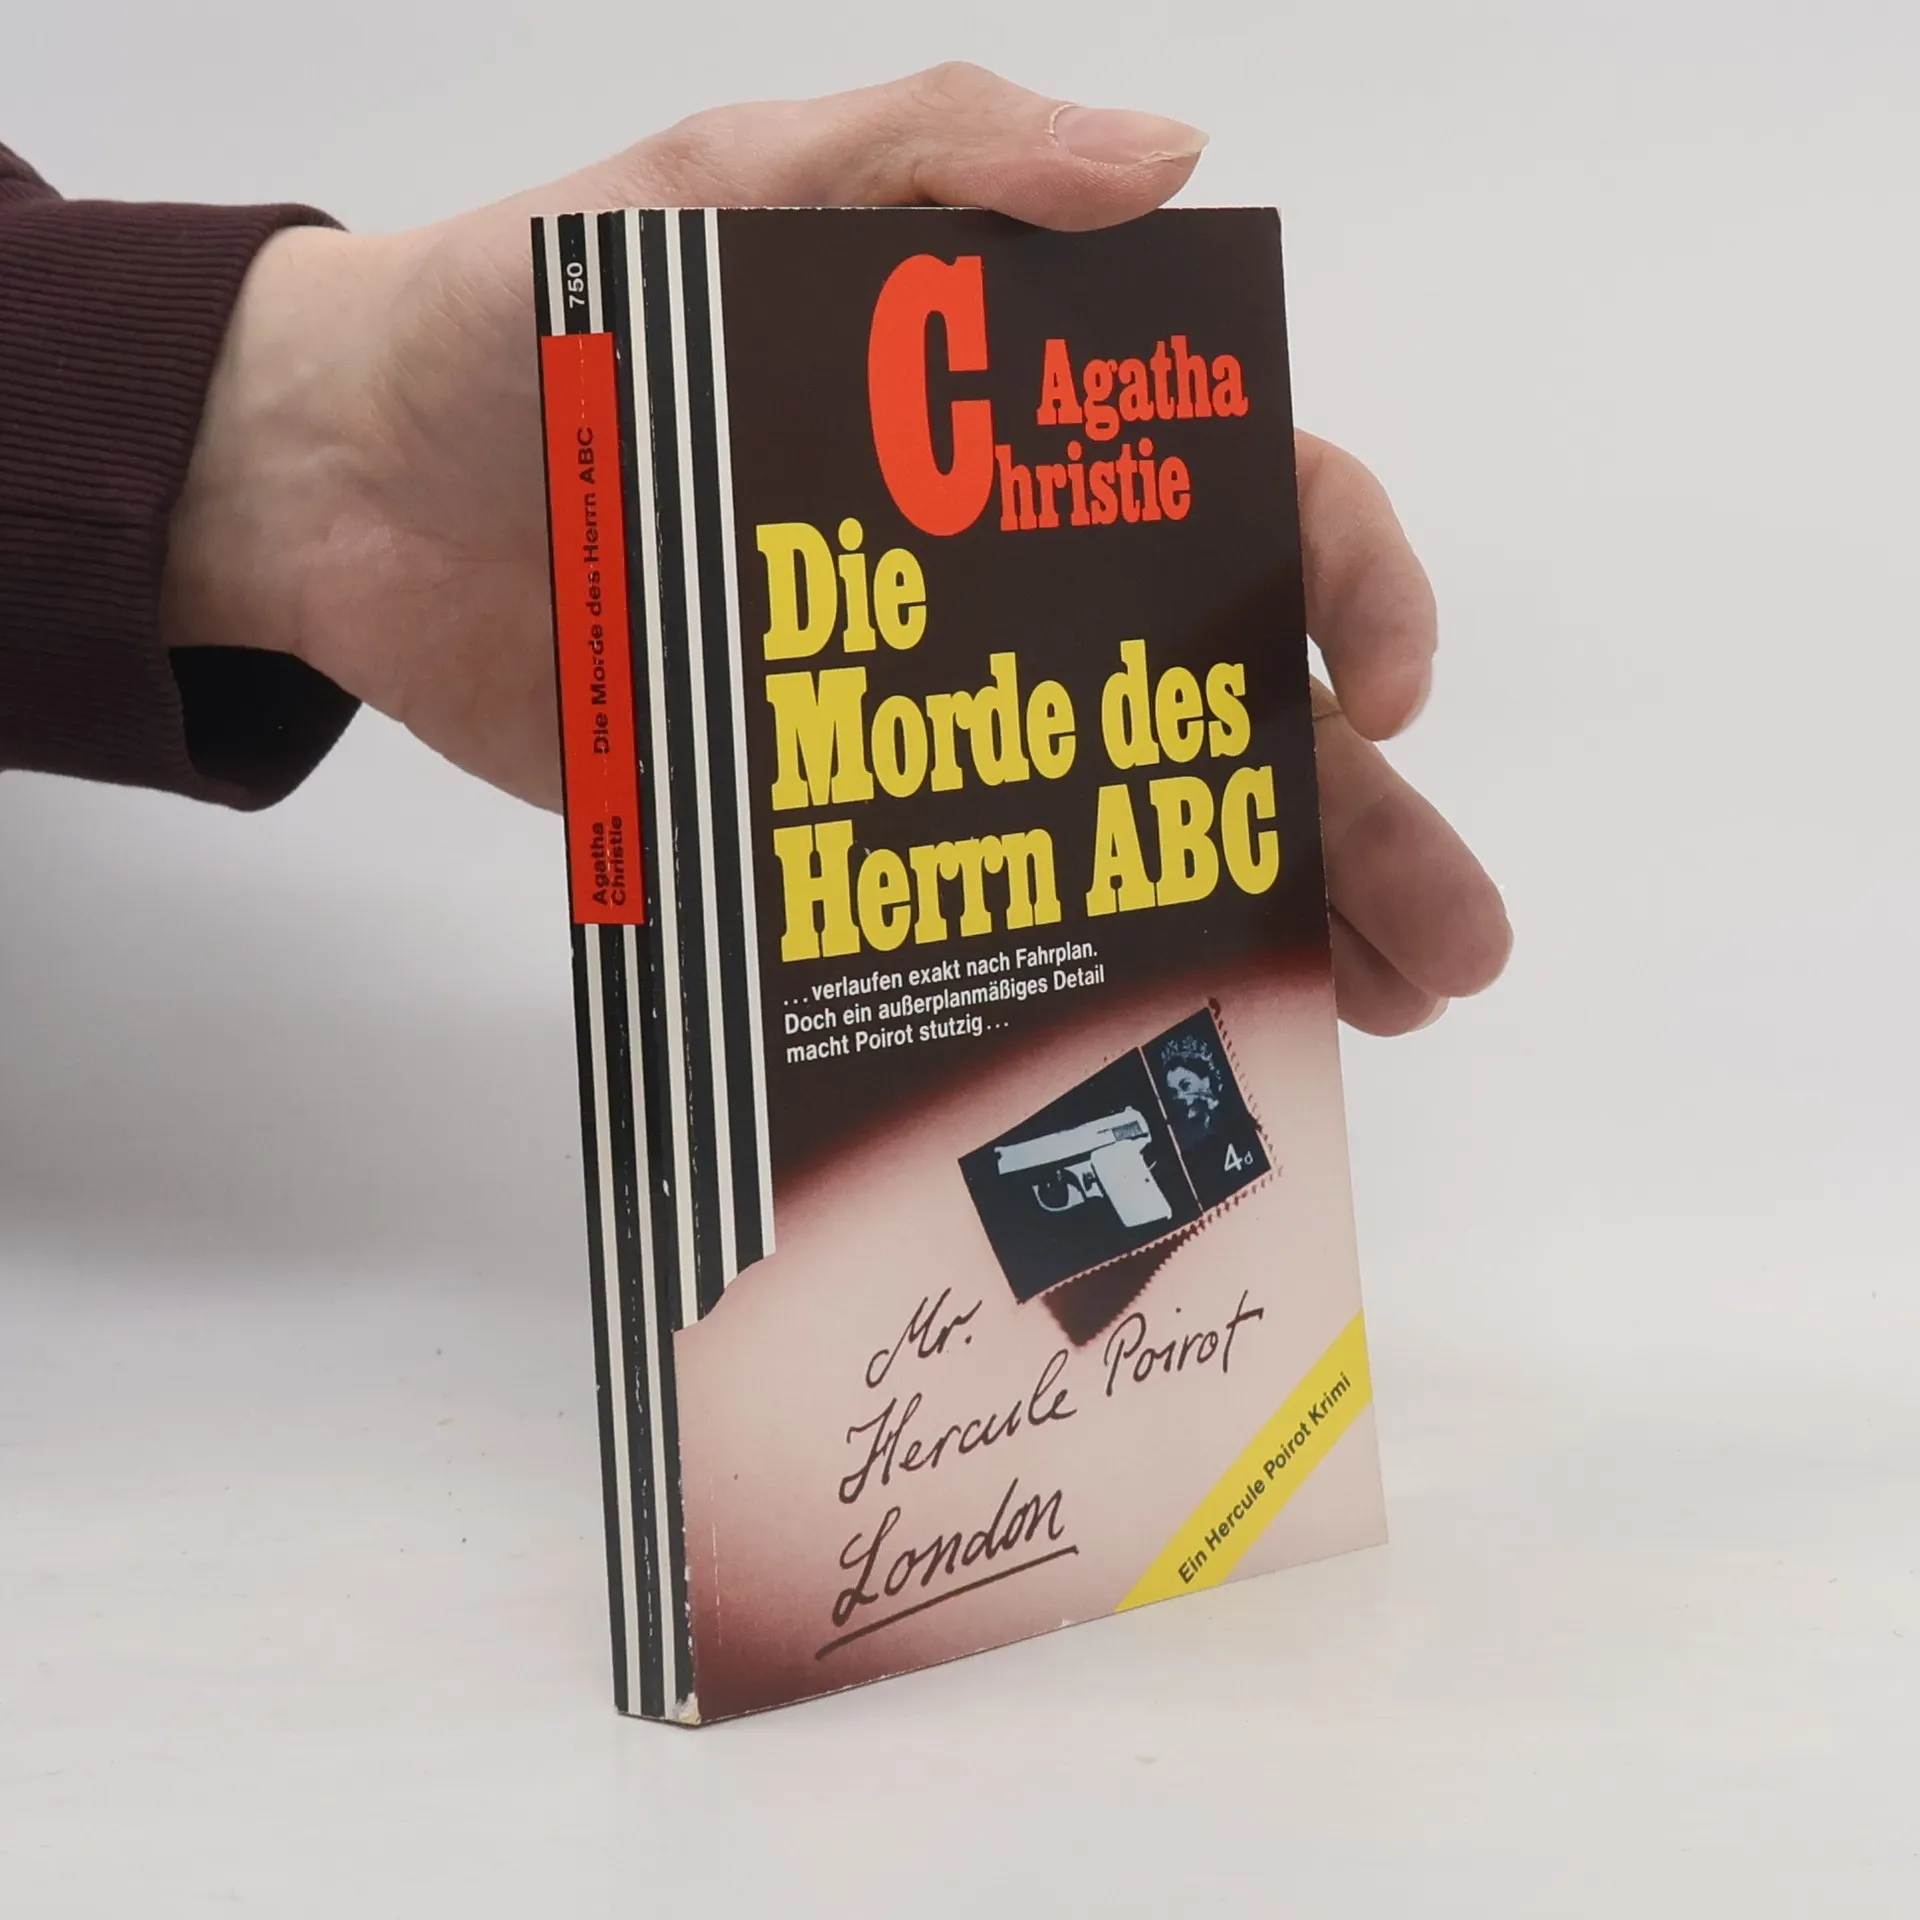 750
Die Morde des Herrn ABC
Agatha
Christie
Agatha
Christie
Die
Morde des
Herrn ABC
...verlaufen exakt nach Fahrplan.
Doch ein außerplanmäßiges Detail
macht Poirot stutzig...
4d
Mr.
Hercule Poirot
London
Ein Hercule Poirot Krimi